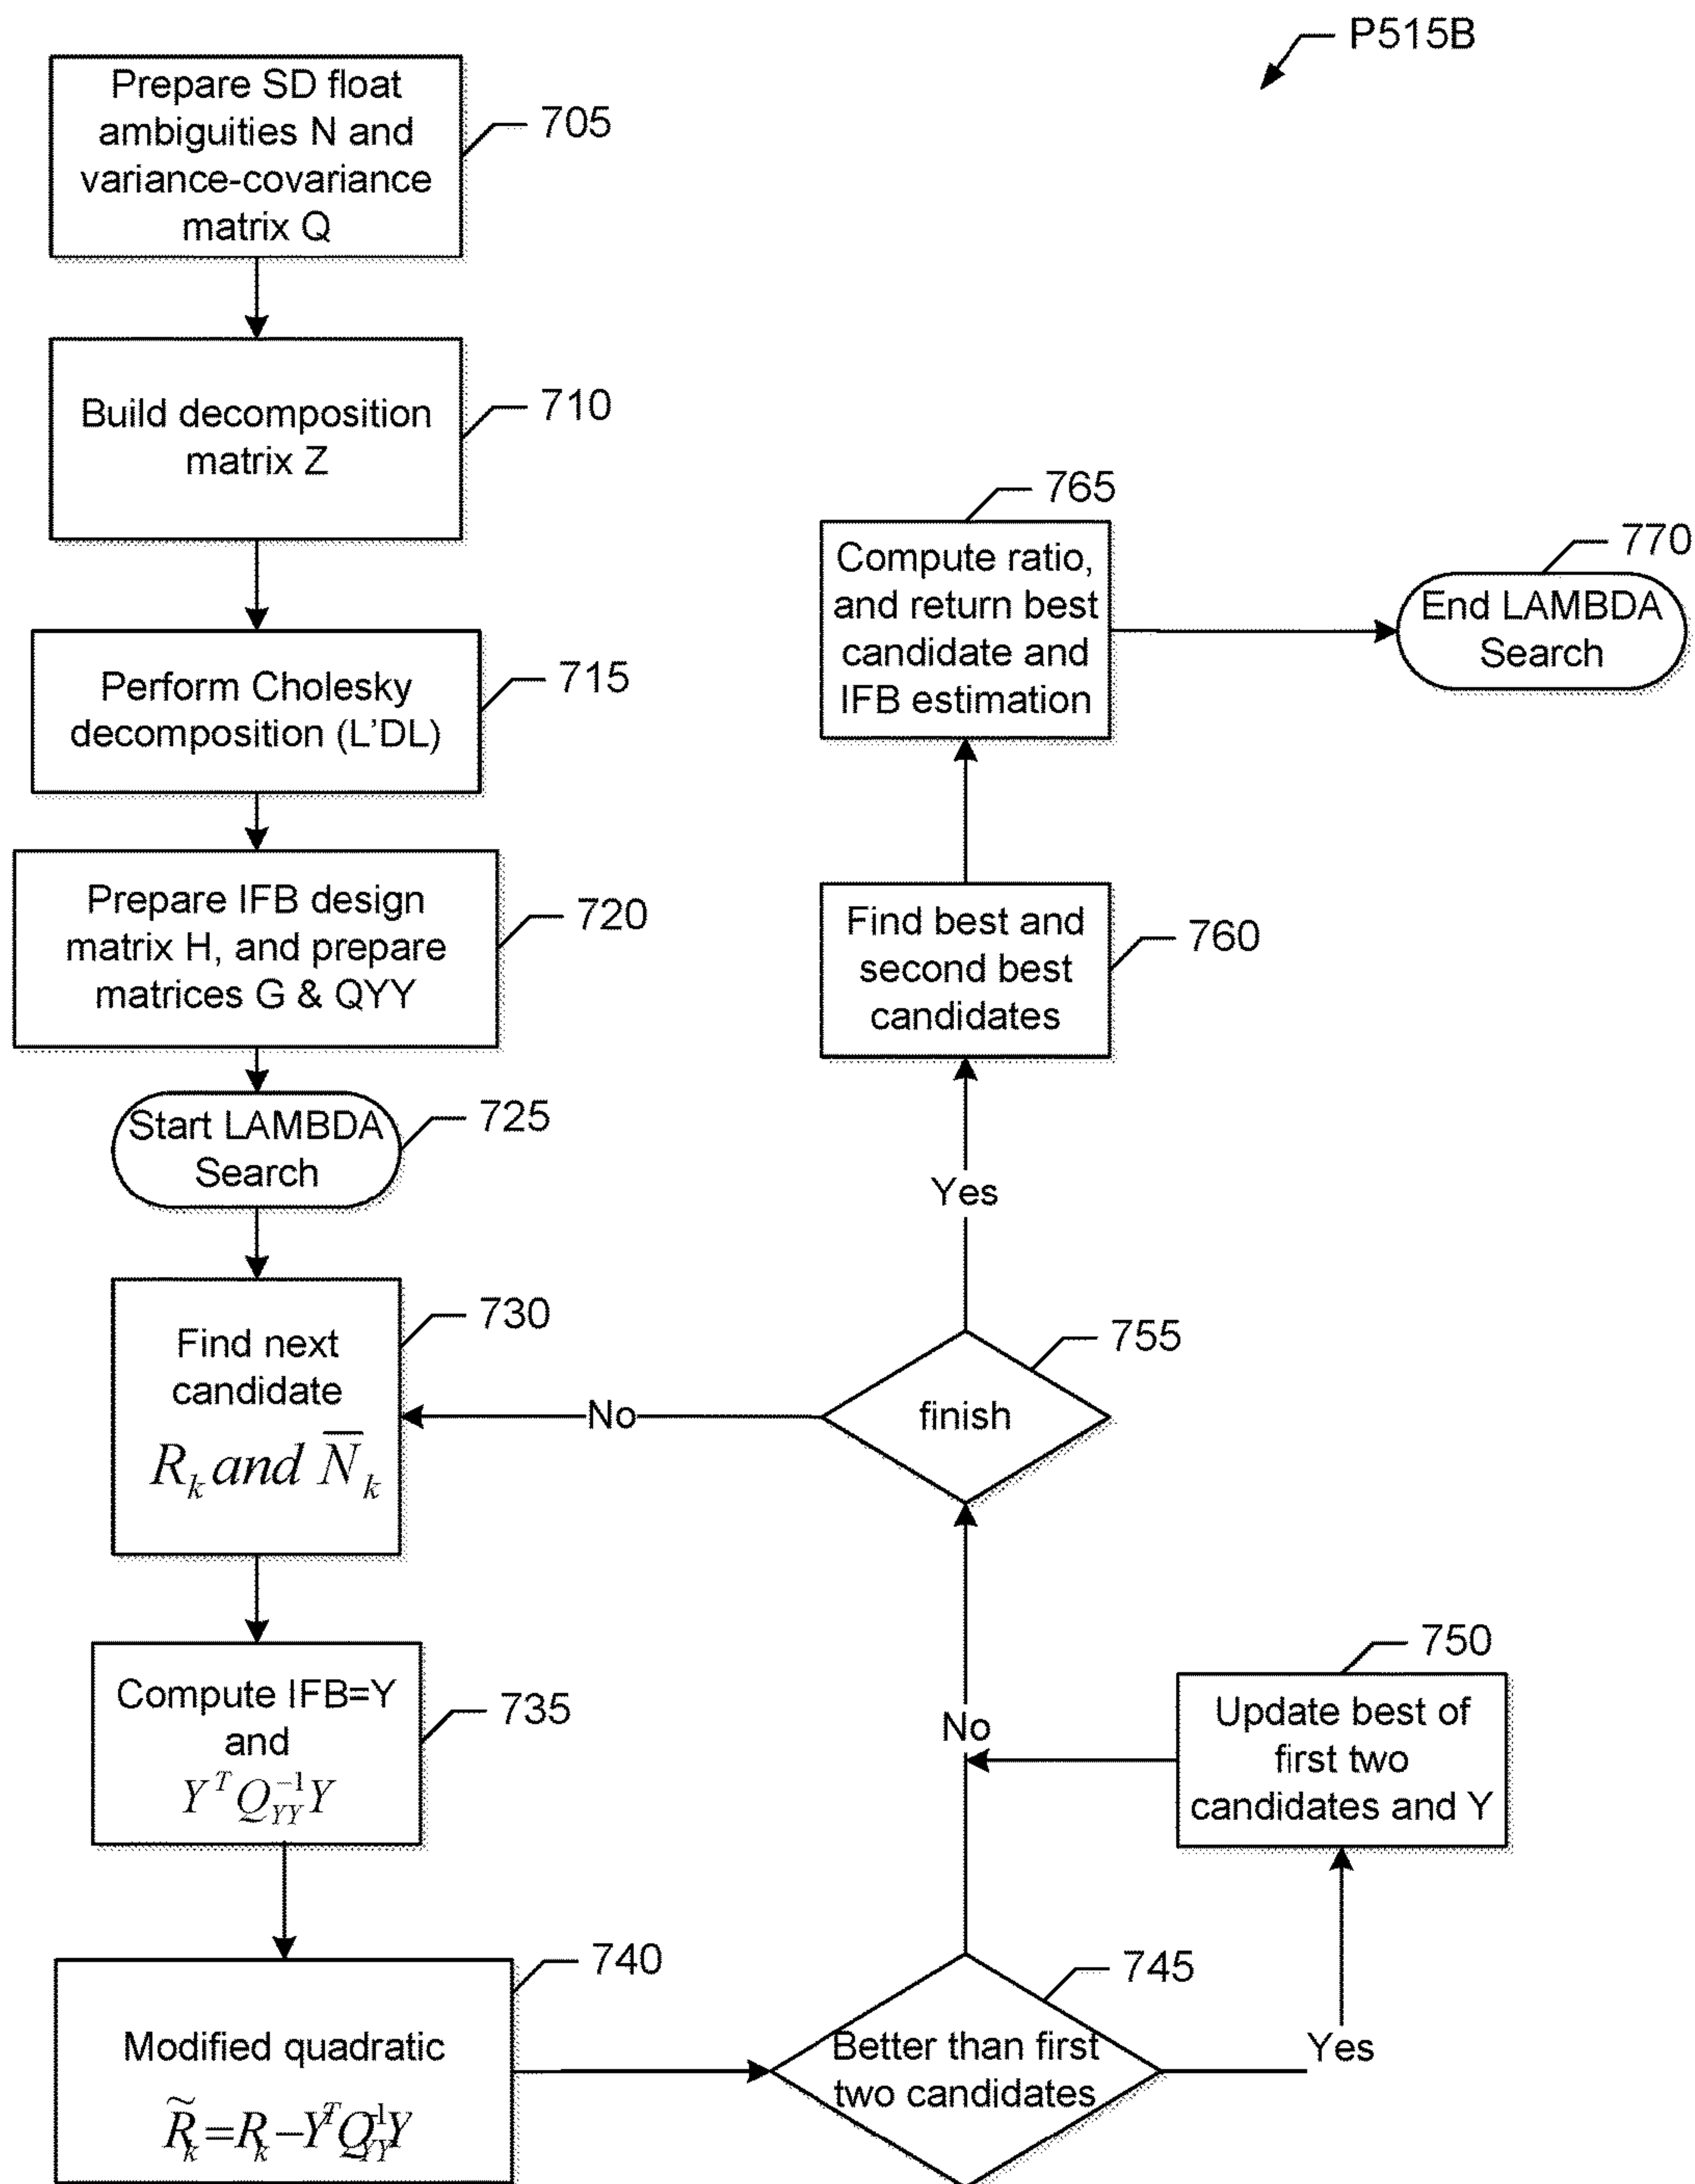 P515B
Prepare SD float
ambiguities N and
variance-covariance
matrix Q
705
Build decomposition
matrix Z
710
Perform Cholesky
decomposition (L'DL)
715
Prepare IFB design
matrix H, and prepare
matrices G & QYY
720
Start LAMBDA
Search
725
Find next
candidate
R_k and N̅_k
730
Compute IFB=Y
and
Y^T Q_{YY}^{-1} Y
735
Modified quadratic
R̃_k = R_k − Y^T Q_{YY}^{-1} Y
740
Better than first
two candidates
745
Yes
Update best of
first two
candidates and Y
750
No
finish
755
No
Yes
Find best and
second best
candidates
760
Compute ratio,
and return best
candidate and
IFB estimation
765
End LAMBDA
Search
770